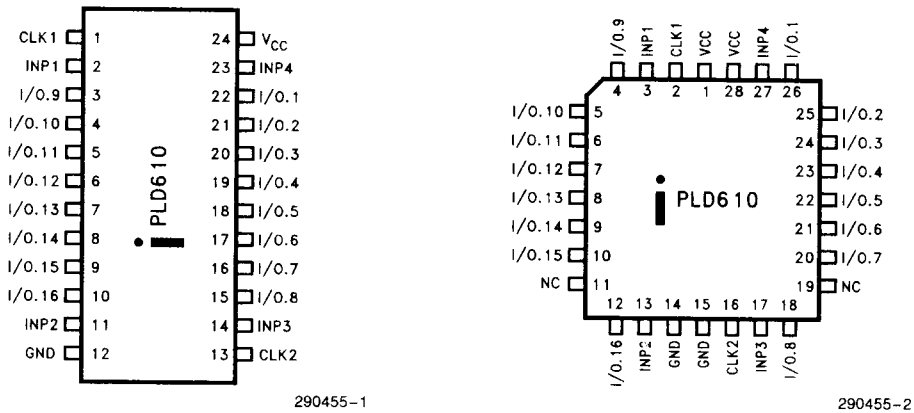 CLK1 1 24 VCC
INP1 2 23 INP4
I/O.9 3 22 I/O.1
I/O.10 4 21 I/O.2
I/O.11 5 20 I/O.3
I/O.12 6 19 I/O.4
I/O.13 7 18 I/O.5
I/O.14 8 17 I/O.6
I/O.15 9 16 I/O.7
I/O.16 10 15 I/O.8
INP2 11 14 INP3
GND 12 13 CLK2
PLD610
290455-1
I/O.9 INP1 CLK1 VCC VCC INP4 I/O.1
4 3 2 1 28 27 26
I/O.10 5 25 I/O.2
I/O.11 6 24 I/O.3
I/O.12 7 23 I/O.4
I/O.13 8 22 I/O.5
I/O.14 9 21 I/O.6
I/O.15 10 20 I/O.7
NC 11 19 NC
PLD610
12 13 14 15 16 17 18
I/O.16 INP2 GND GND CLK2 INP3 I/O.8
290455-2